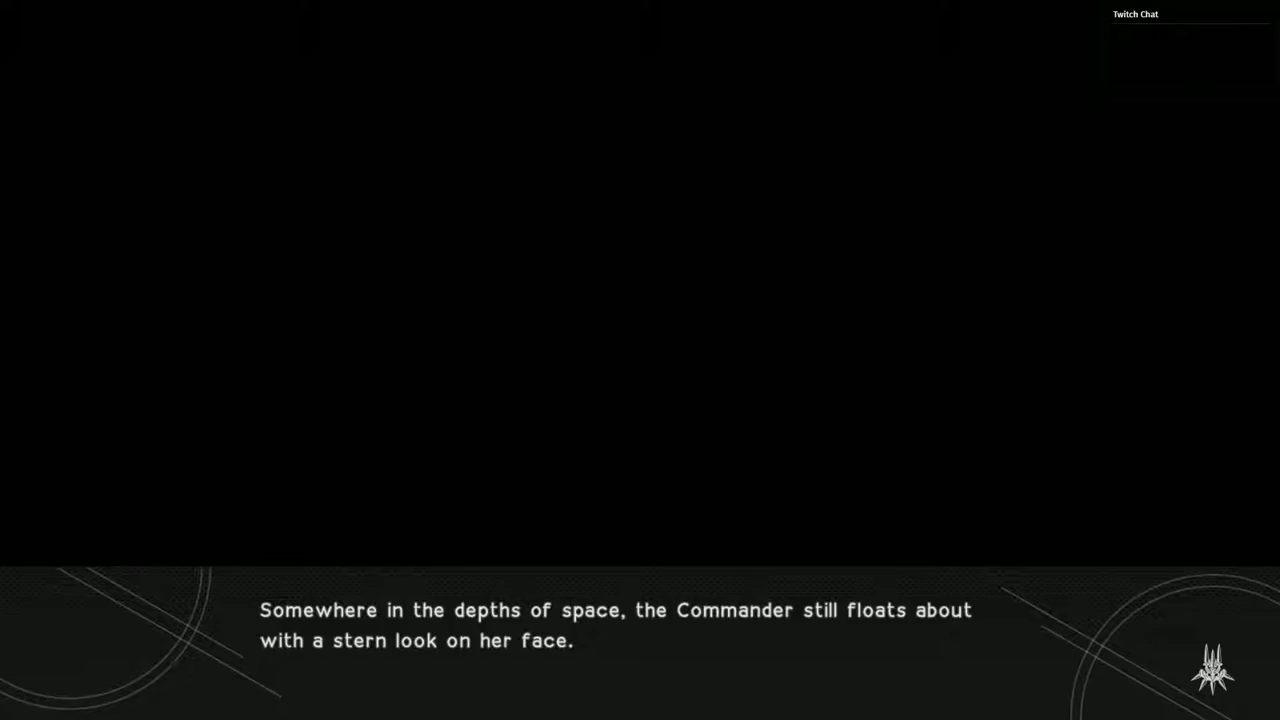 Twitch Chat
Somewhere in the depths of space, the Commander still floats about
with a stern look on her face.